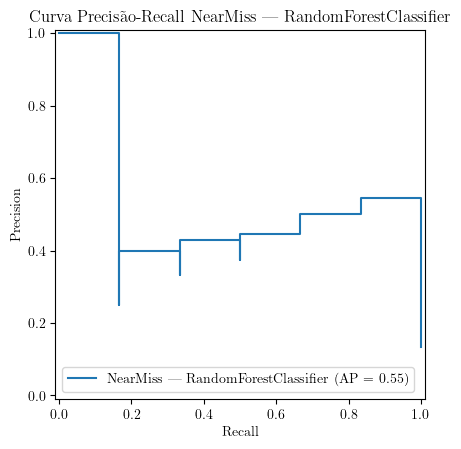 Curva Precisão-Recall NearMiss — RandomForestClassifier
1.0
0.8
0.6
0.4
0.2
0.0
Precision
NearMiss — RandomForestClassifier (AP = 0.55)
0.0 0.2 0.4 0.6 0.8 1.0
Recall